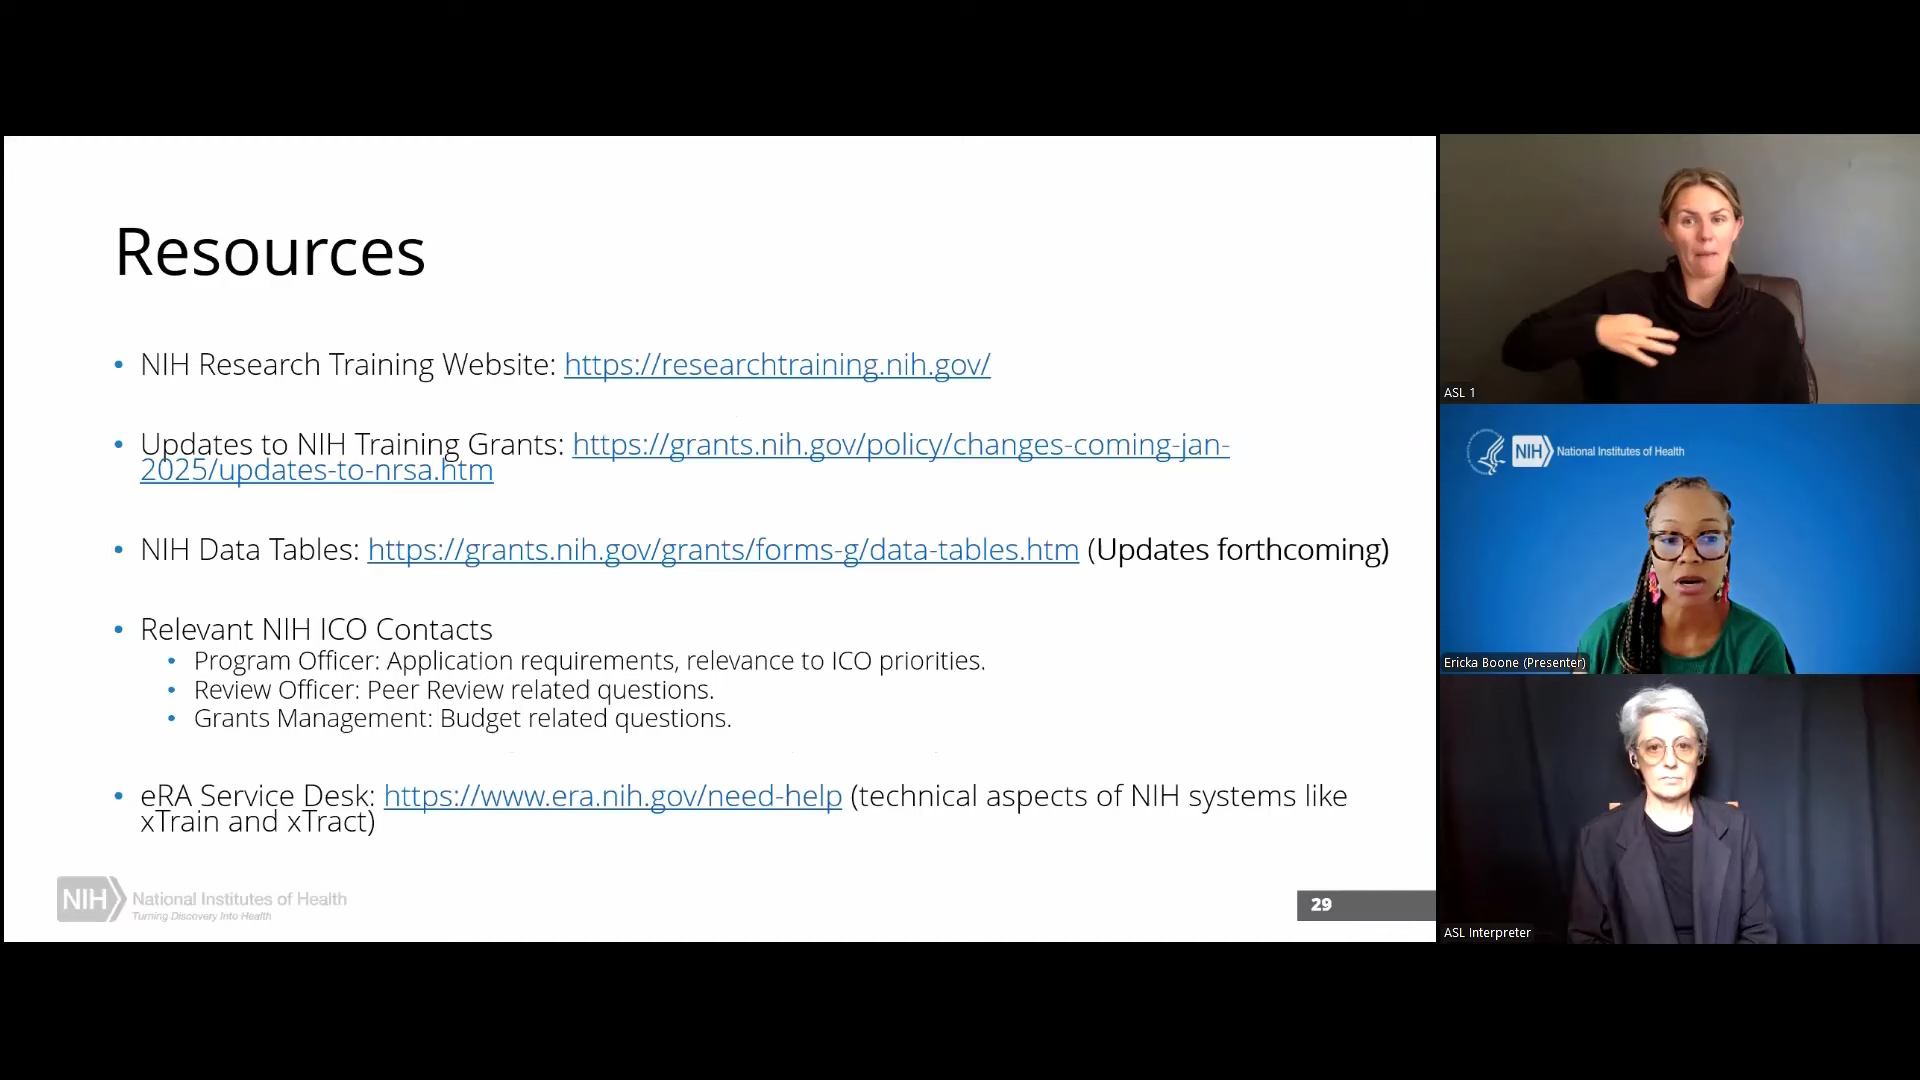 Resources
• NIH Research Training Website: https://researchtraining.nih.gov/
• Updates to NIH Training Grants: https://grants.nih.gov/policy/changes-coming-jan-
2025/updates-to-nrsa.htm
• NIH Data Tables: https://grants.nih.gov/grants/forms-g/data-tables.htm (Updates forthcoming)
• Relevant NIH ICO Contacts
• Program Officer: Application requirements, relevance to ICO priorities.
• Review Officer: Peer Review related questions.
• Grants Management: Budget related questions.
• eRA Service Desk: https://www.era.nih.gov/need-help (technical aspects of NIH systems like
xTrain and xTract)
NIH National Institutes of Health
Turning Discovery Into Health
29
ASL 1
NIH National Institutes of Health
Ericka Boone (Presenter)
ASL Interpreter